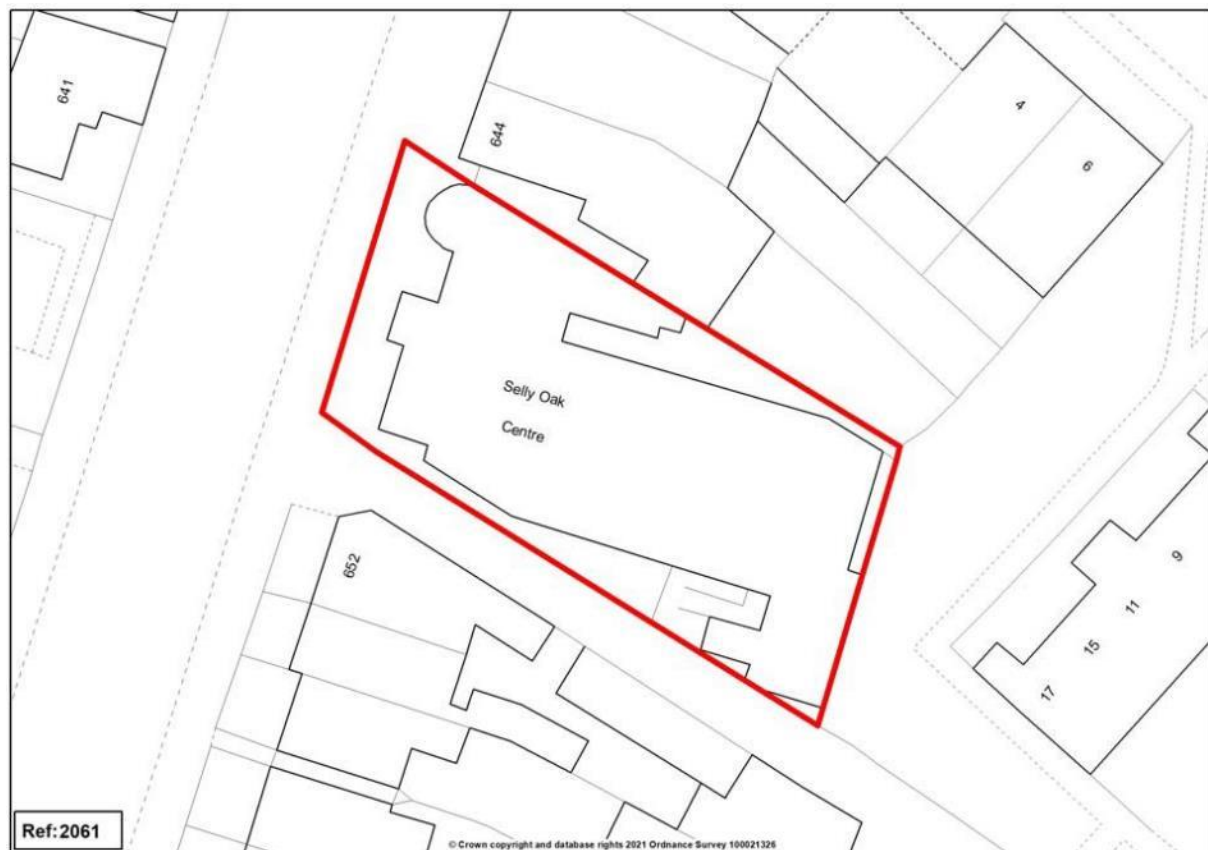 641
644
4
6
Selly Oak
Centre
652
9
11
15
17
Ref:2061
© Crown copyright and database rights 2021 Ordnance Survey 100021326